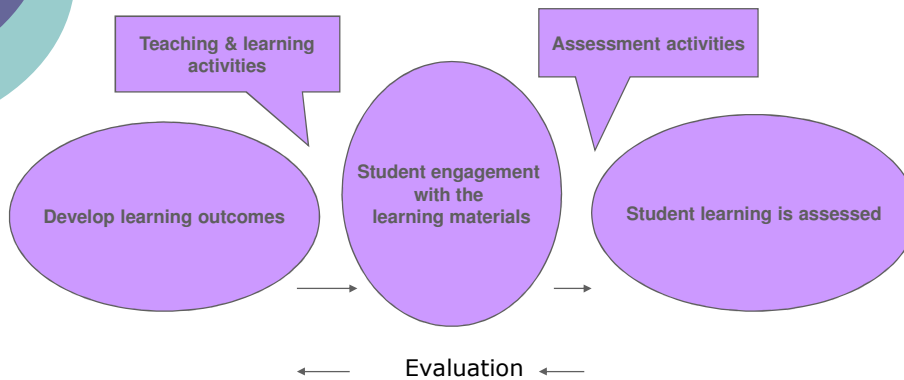 Teaching & learning
activities
Assessment activities
Develop learning outcomes
Student engagement
with the
learning materials
Student learning is assessed
Evaluation